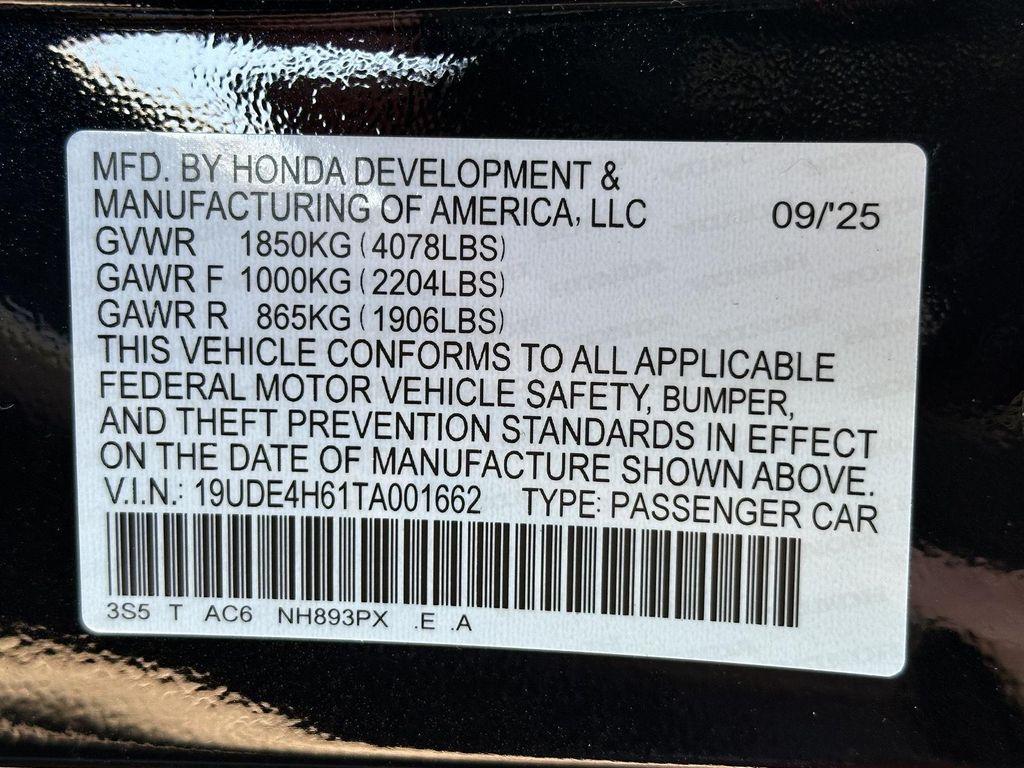 MFD. BY HONDA DEVELOPMENT &
MANUFACTURING OF AMERICA, LLC 09/'25
GVWR 1850KG (4078LBS)
GAWR F 1000KG (2204LBS)
GAWR R 865KG (1906LBS)
THIS VEHICLE CONFORMS TO ALL APPLICABLE
FEDERAL MOTOR VEHICLE SAFETY, BUMPER,
AND THEFT PREVENTION STANDARDS IN EFFECT
ON THE DATE OF MANUFACTURE SHOWN ABOVE.
V.I.N.: 19UDE4H61TA001662 TYPE: PASSENGER CAR
3S5 T AC6 NH893PX .E .A